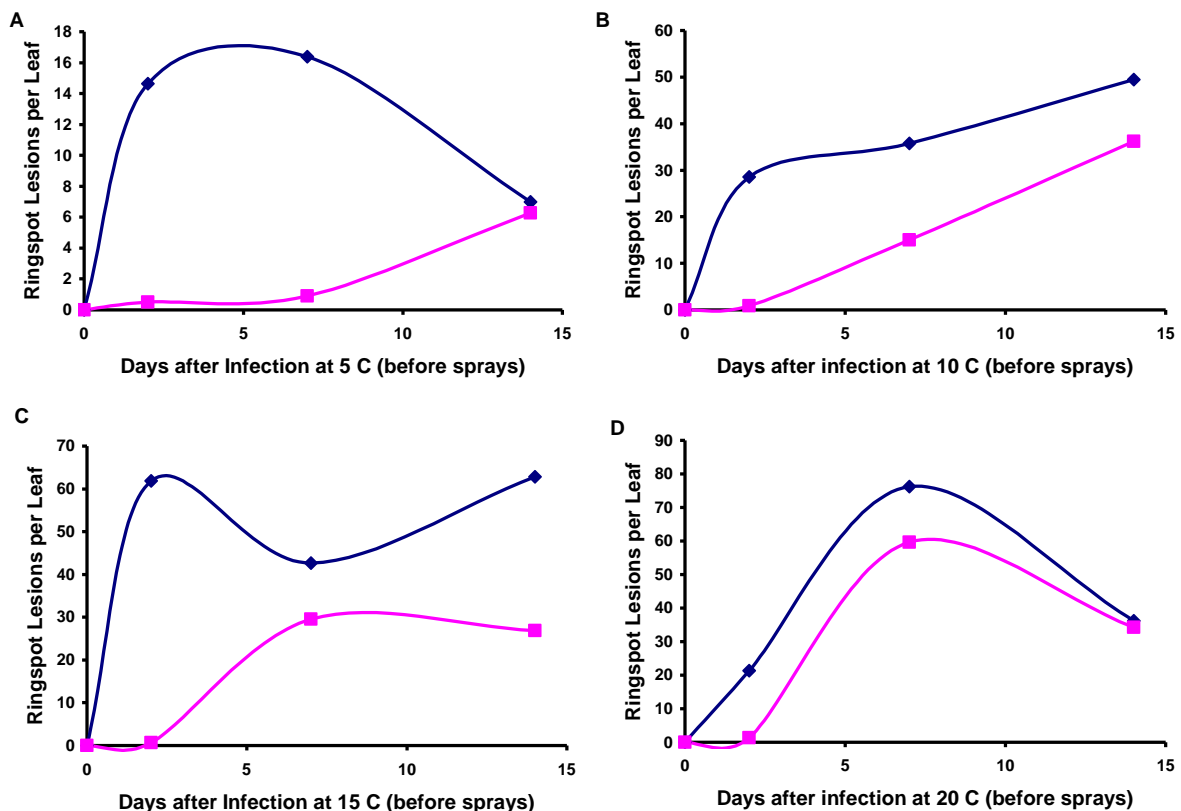 A
Ringspot Lesions per Leaf
18
16
14
12
10
8
6
4
2
0
0 5 10 15
Days after Infection at 5 C (before sprays)
B
Ringspot Lesions per Leaf
60
50
40
30
20
10
0
0 5 10 15
Days after infection at 10 C (before sprays)
C
Ringspot Lesions per Leaf
70
60
50
40
30
20
10
0
0 5 10 15
Days after Infection at 15 C (before sprays)
D
Ringspot Lesions per Leaf
90
80
70
60
50
40
30
20
10
0
0 5 10 15
Days after infection at 20 C (before sprays)